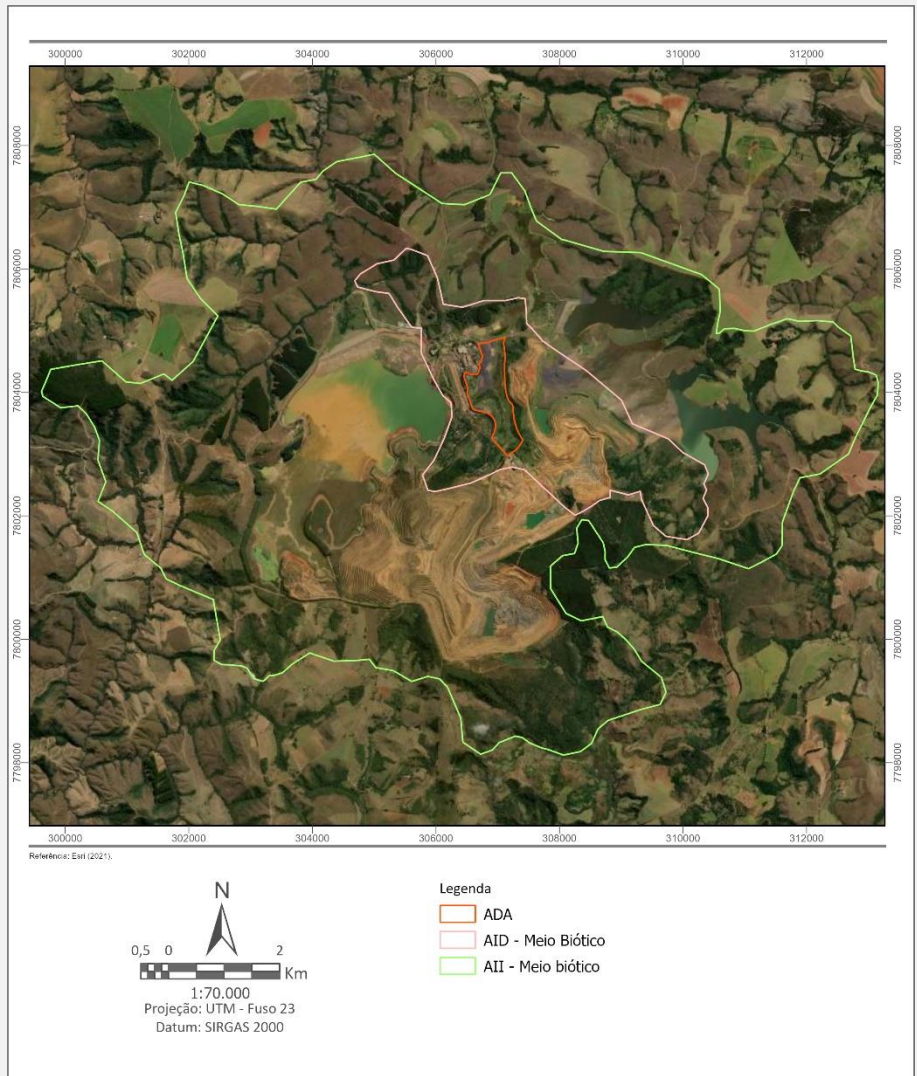 300000 302000 304000 306000 308000 310000 312000
7808000 7808000
7806000 7806000
7804000 7804000
7802000 7802000
7800000 7800000
7798000 7798000
300000 302000 304000 306000 308000 310000 312000
Referência: Esri (2021).
N
0,5 0 2
Km
1:70.000
Projeção: UTM - Fuso 23
Datum: SIRGAS 2000
Legenda
ADA
AID - Meio Biótico
AII - Meio biótico